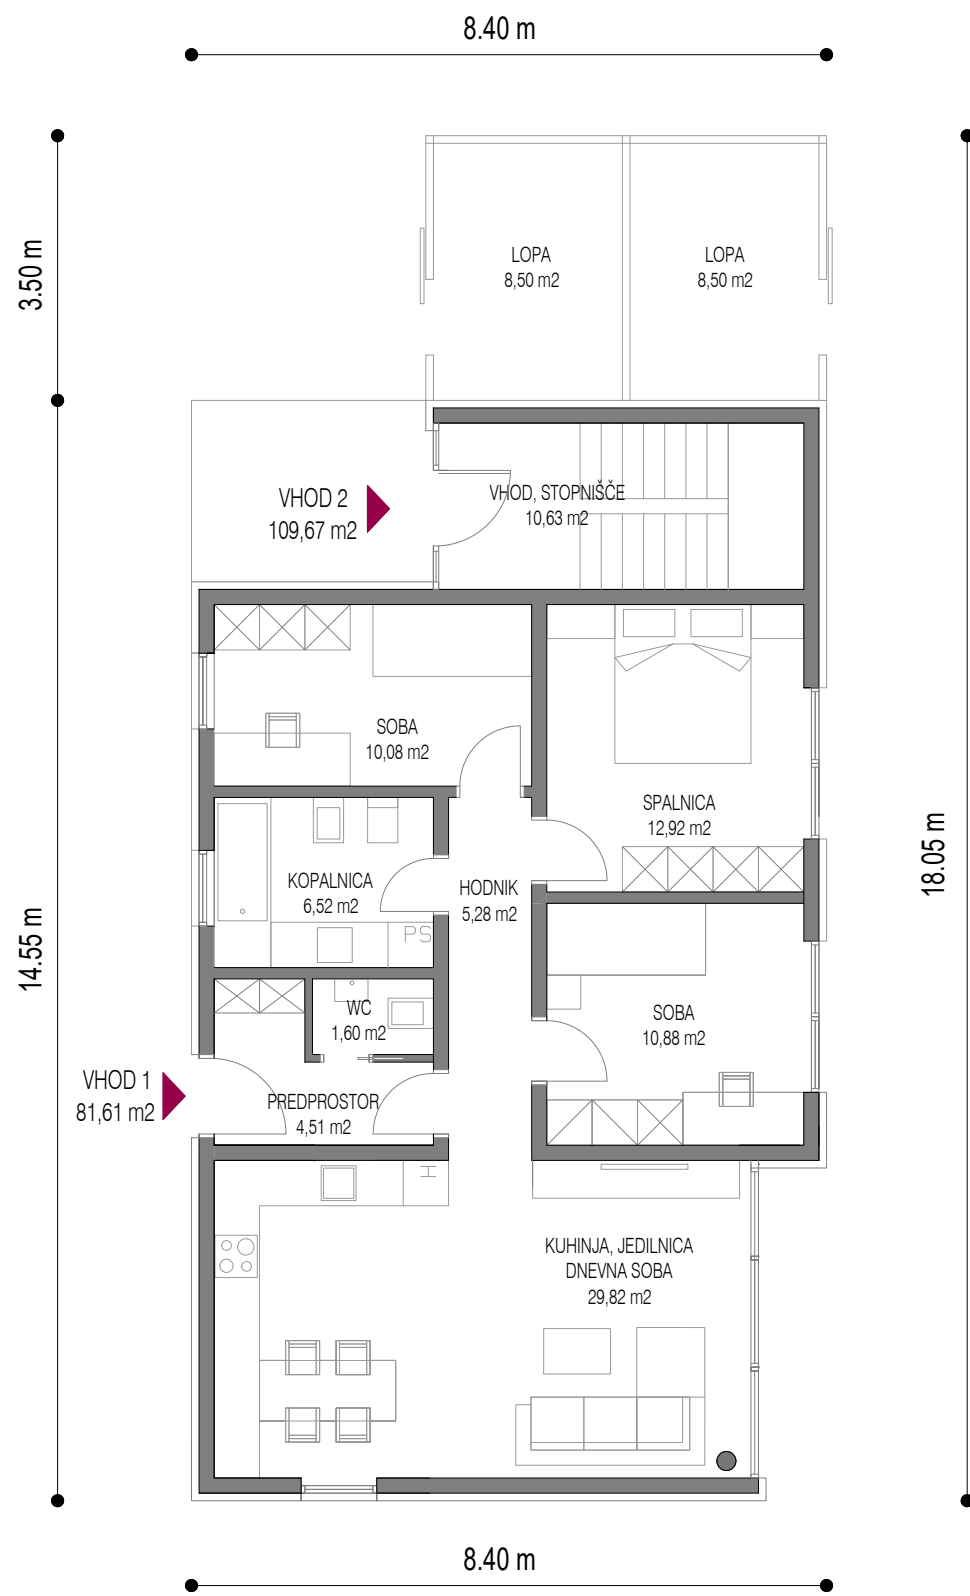 8.40 m
3.50 m
LOPA
8,50 m2
LOPA
8,50 m2
VHOD 2
109,67 m2
VHOD, STOPNIŠČE
10,63 m2
SOBA
10,08 m2
SPALNICA
12,92 m2
18.05 m
KOPALNICA
6,52 m2
HODNIK
5,28 m2
PS
14.55 m
WC
1,60 m2
SOBA
10,88 m2
VHOD 1
81,61 m2
PREDPROSTOR
4,51 m2
H
KUHINJA, JEDILNICA
DNEVNA SOBA
29,82 m2
8.40 m